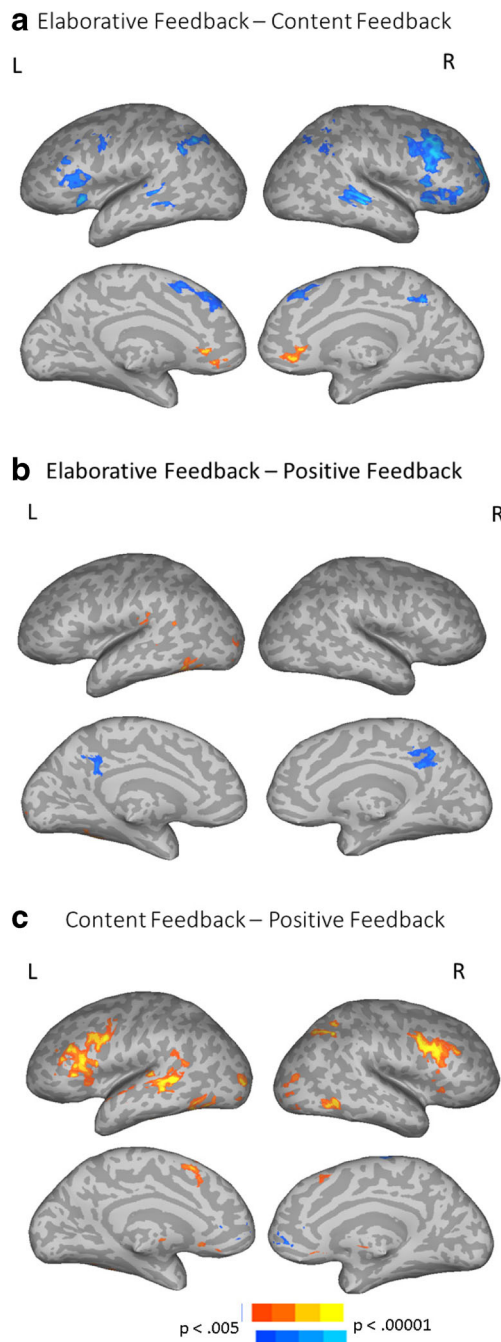 a Elaborative Feedback – Content Feedback
L R
b Elaborative Feedback – Positive Feedback
L R
c Content Feedback – Positive Feedback
L R
p < .005 p < .00001